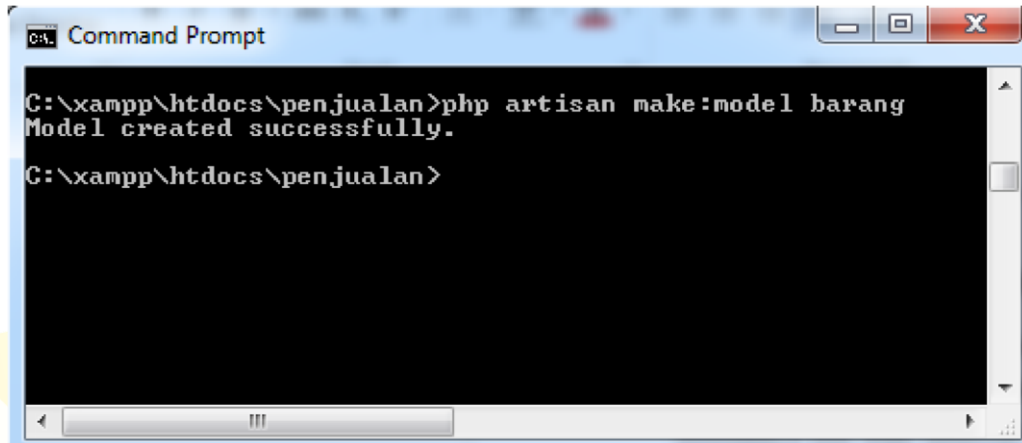 Command Prompt
C:\xampp\htdocs\penjualan>php artisan make:model barang
Model created successfully.
C:\xampp\htdocs\penjualan>